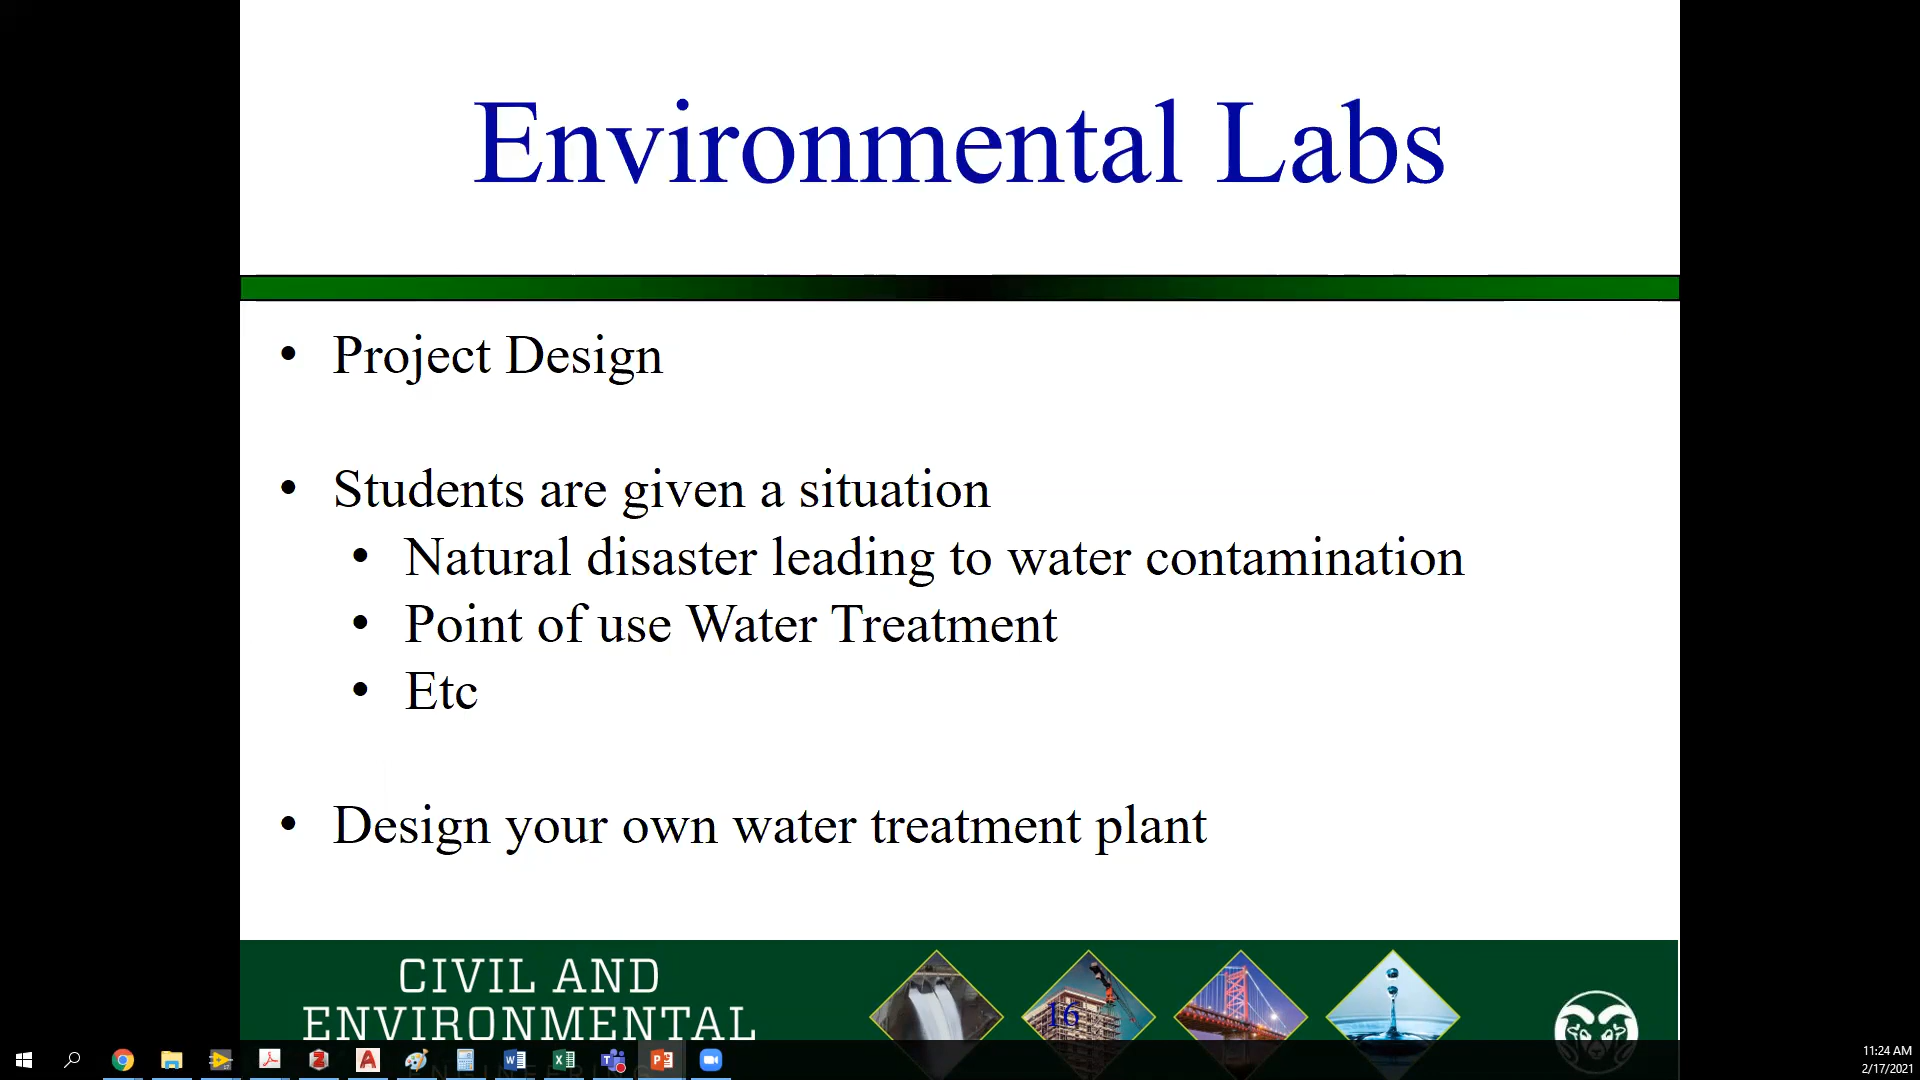 Environmental Labs
• Project Design
• Students are given a situation
• Natural disaster leading to water contamination
• Point of use Water Treatment
• Etc
• Design your own water treatment plant
CIVIL AND
ENVIRONMENTAL
ENGINEERING
16
11:24 AM
2/17/2021